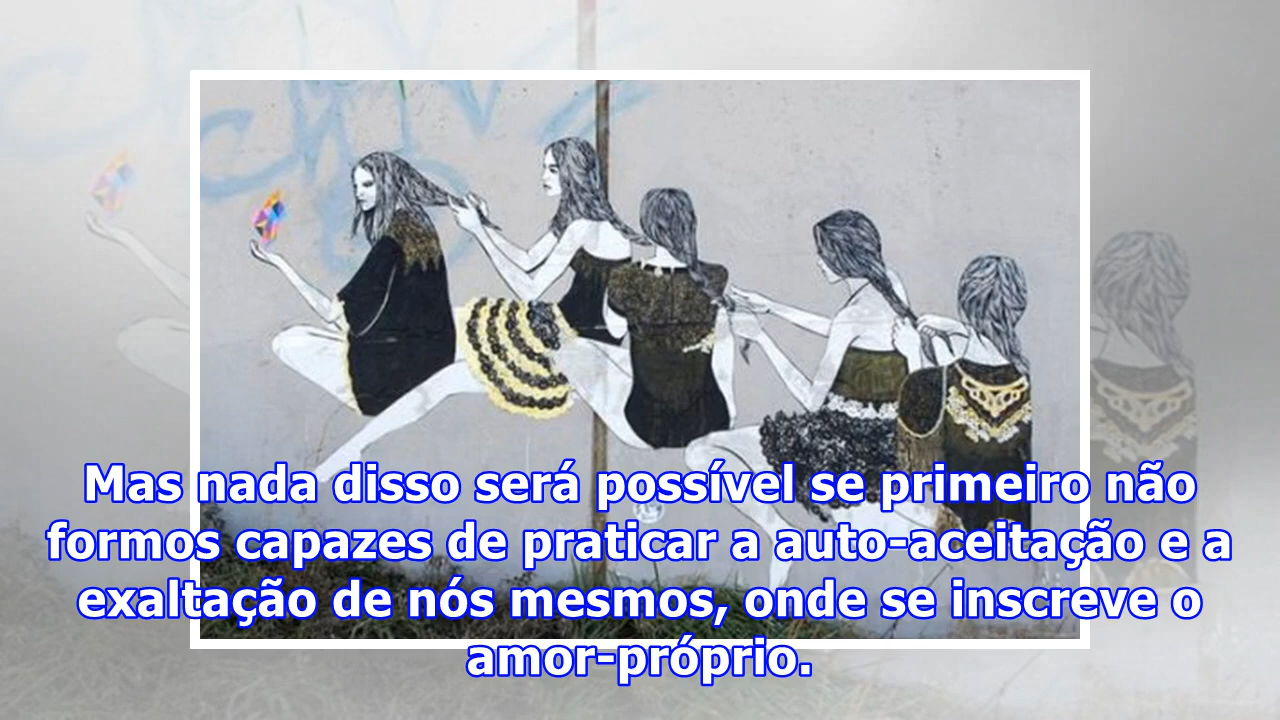 Mas nada disso será possível se primeiro não
formos capazes de praticar a auto-aceitação e a
exaltação de nós mesmos, onde se inscreve o
amor-próprio.